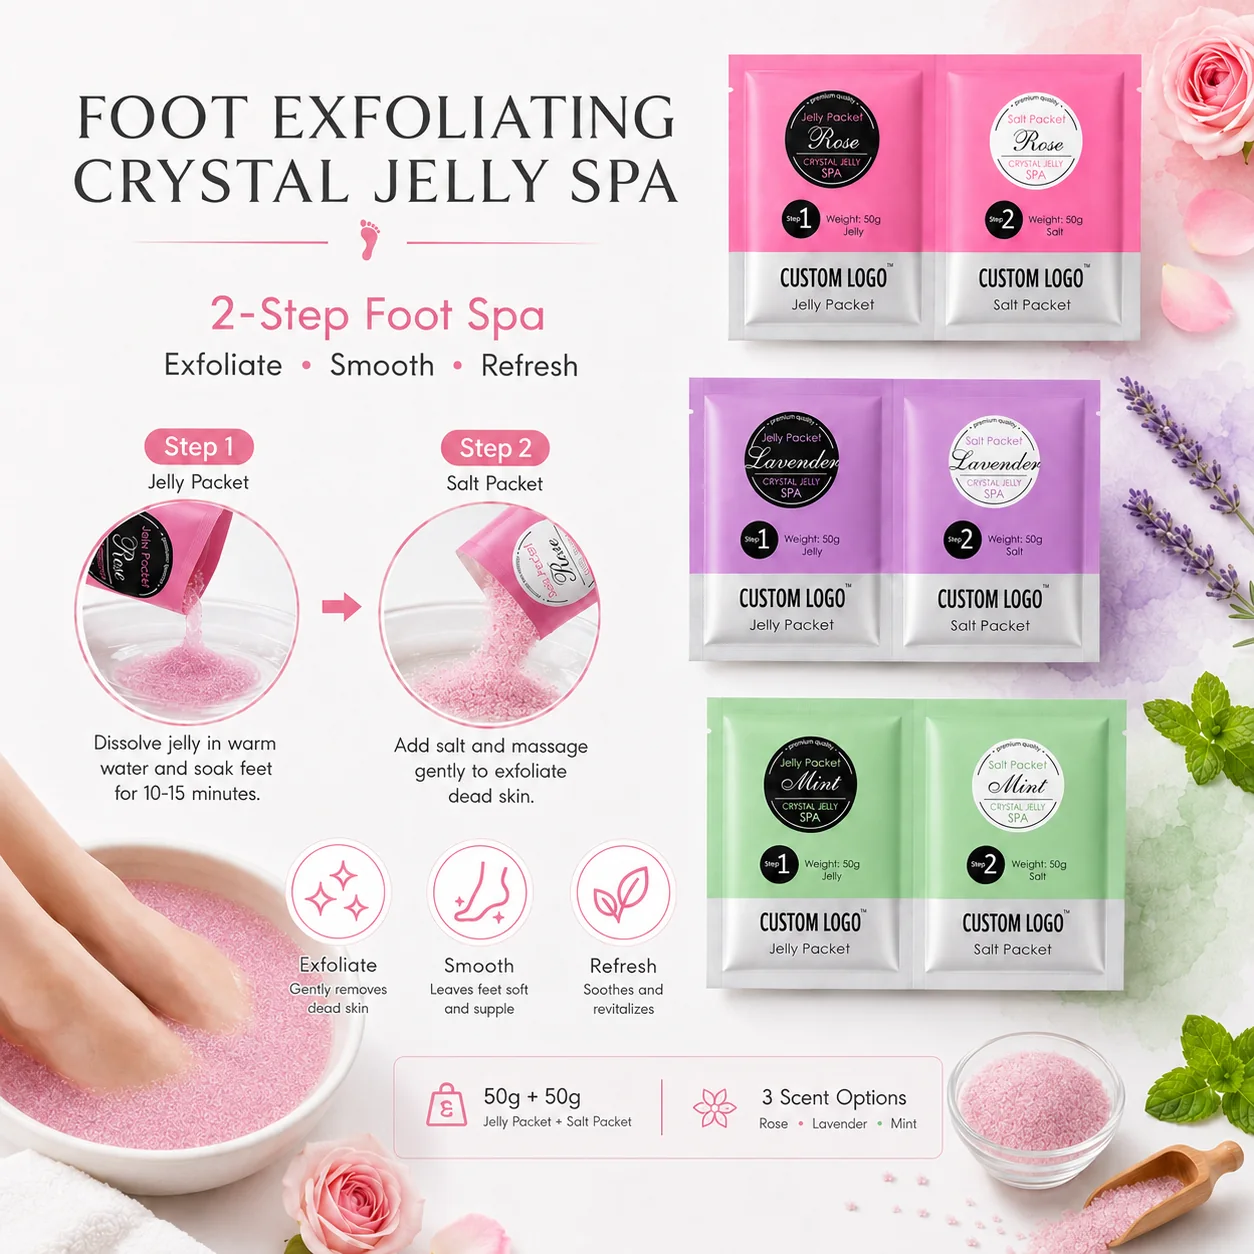 FOOT EXFOLIATING
CRYSTAL JELLY SPA
2-Step Foot Spa
Exfoliate • Smooth • Refresh
Step 1
Jelly Packet
Rose
Dissolve jelly in warm
water and soak feet
for 10-15 minutes.
Step 2
Salt Packet
Rose
Add salt and massage
gently to exfoliate
dead skin.
Exfoliate
Gently removes
dead skin
Smooth
Leaves feet soft
and supple
Refresh
Soothes and
revitalizes
50g + 50g
Jelly Packet + Salt Packet
3 Scent Options
Rose • Lavender • Mint
• premium quality •
Jelly Packet
Rose
CRYSTAL JELLY
SPA
Step 1
Weight: 50g
Jelly
CUSTOM LOGO™
Jelly Packet
• premium quality •
Salt Packet
Rose
CRYSTAL JELLY
SPA
Step 2
Weight: 50g
Salt
CUSTOM LOGO™
Salt Packet
• premium quality •
Jelly Packet
Lavender
CRYSTAL JELLY
SPA
Step 1
Weight: 50g
Jelly
CUSTOM LOGO™
Jelly Packet
• premium quality •
Salt Packet
Lavender
CRYSTAL JELLY
SPA
Step 2
Weight: 50g
Salt
CUSTOM LOGO™
Salt Packet
• premium quality •
Jelly Packet
Mint
CRYSTAL JELLY
SPA
Step 1
Weight: 50g
Jelly
CUSTOM LOGO™
Jelly Packet
• premium quality •
Salt Packet
Mint
CRYSTAL JELLY
SPA
Step 2
Weight: 50g
Salt
CUSTOM LOGO™
Salt Packet